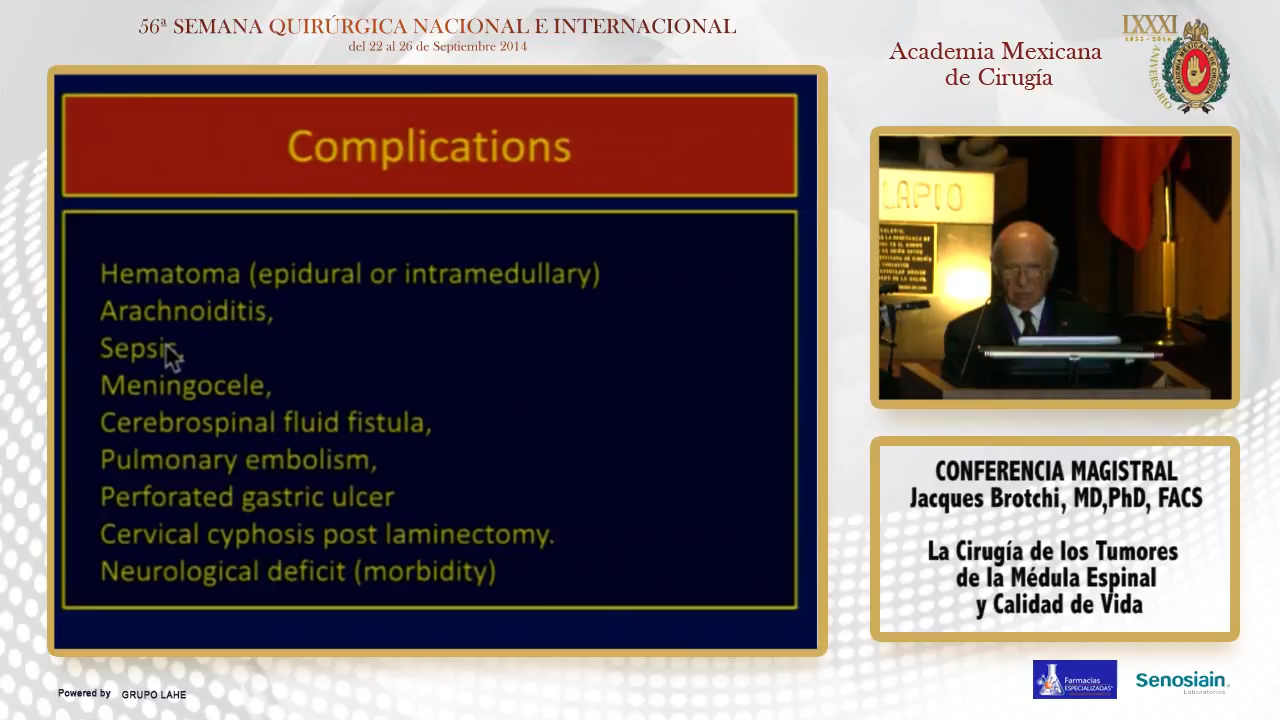 56ª SEMANA QUIRÚRGICA NACIONAL E INTERNACIONAL
del 22 al 26 de Septiembre 2014
Academia Mexicana
de Cirugía
LXXXI
ANIVERSARIO
Complications
Hematoma (epidural or intramedullary)
Arachnoiditis,
Sepsis,
Meningocele,
Cerebrospinal fluid fistula,
Pulmonary embolism,
Perforated gastric ulcer
Cervical cyphosis post laminectomy.
Neurological deficit (morbidity)
LAPIO
CONFERENCIA MAGISTRAL
Jacques Brotchi, MD,PhD, FACS
La Cirugía de los Tumores
de la Médula Espinal
y Calidad de Vida
Powered by GRUPO LAHE
Farmacias
ESPECIALIZADAS
Senosiain
Laboratorios